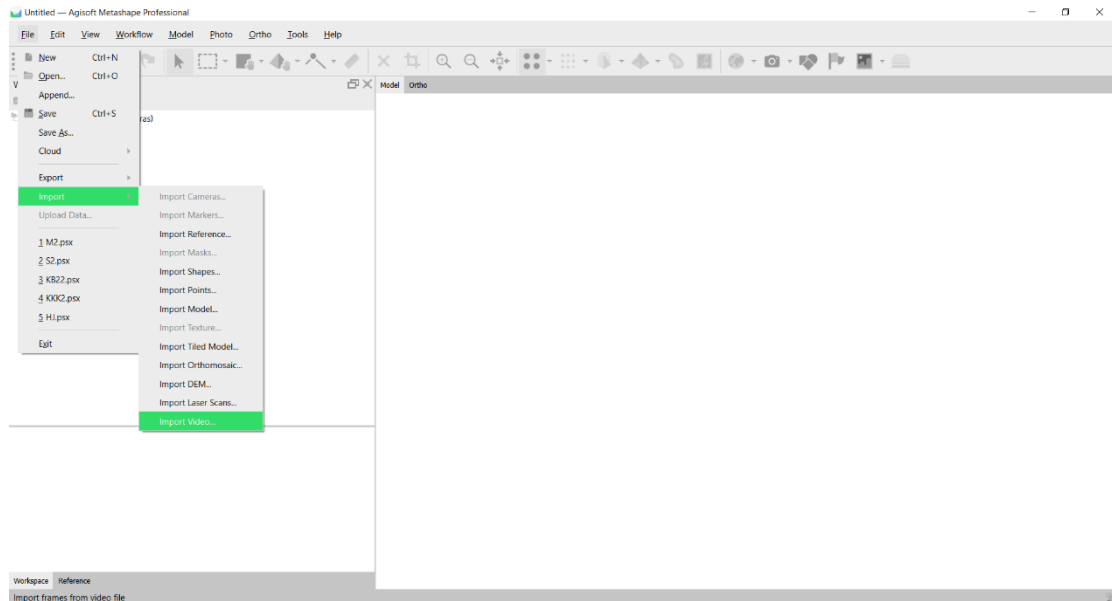 Untitled — Agisoft Metashape Professional
File Edit View Workflow Model Photo Ortho Tools Help
New Ctrl+N
Open... Ctrl+O
Append...
Save Ctrl+S
Save As...
Cloud
Export
Import
Upload Data...
1 M2.psx
2 S2.psx
3 KB22.psx
4 KKK2.psx
5 HJ.psx
Exit
Import Cameras...
Import Markers...
Import Reference...
Import Masks...
Import Shapes...
Import Points...
Import Model...
Import Texture...
Import Tiled Model...
Import Orthomosaic...
Import DEM...
Import Laser Scans...
Import Video...
Model Ortho
Workspace Reference
Import frames from video file